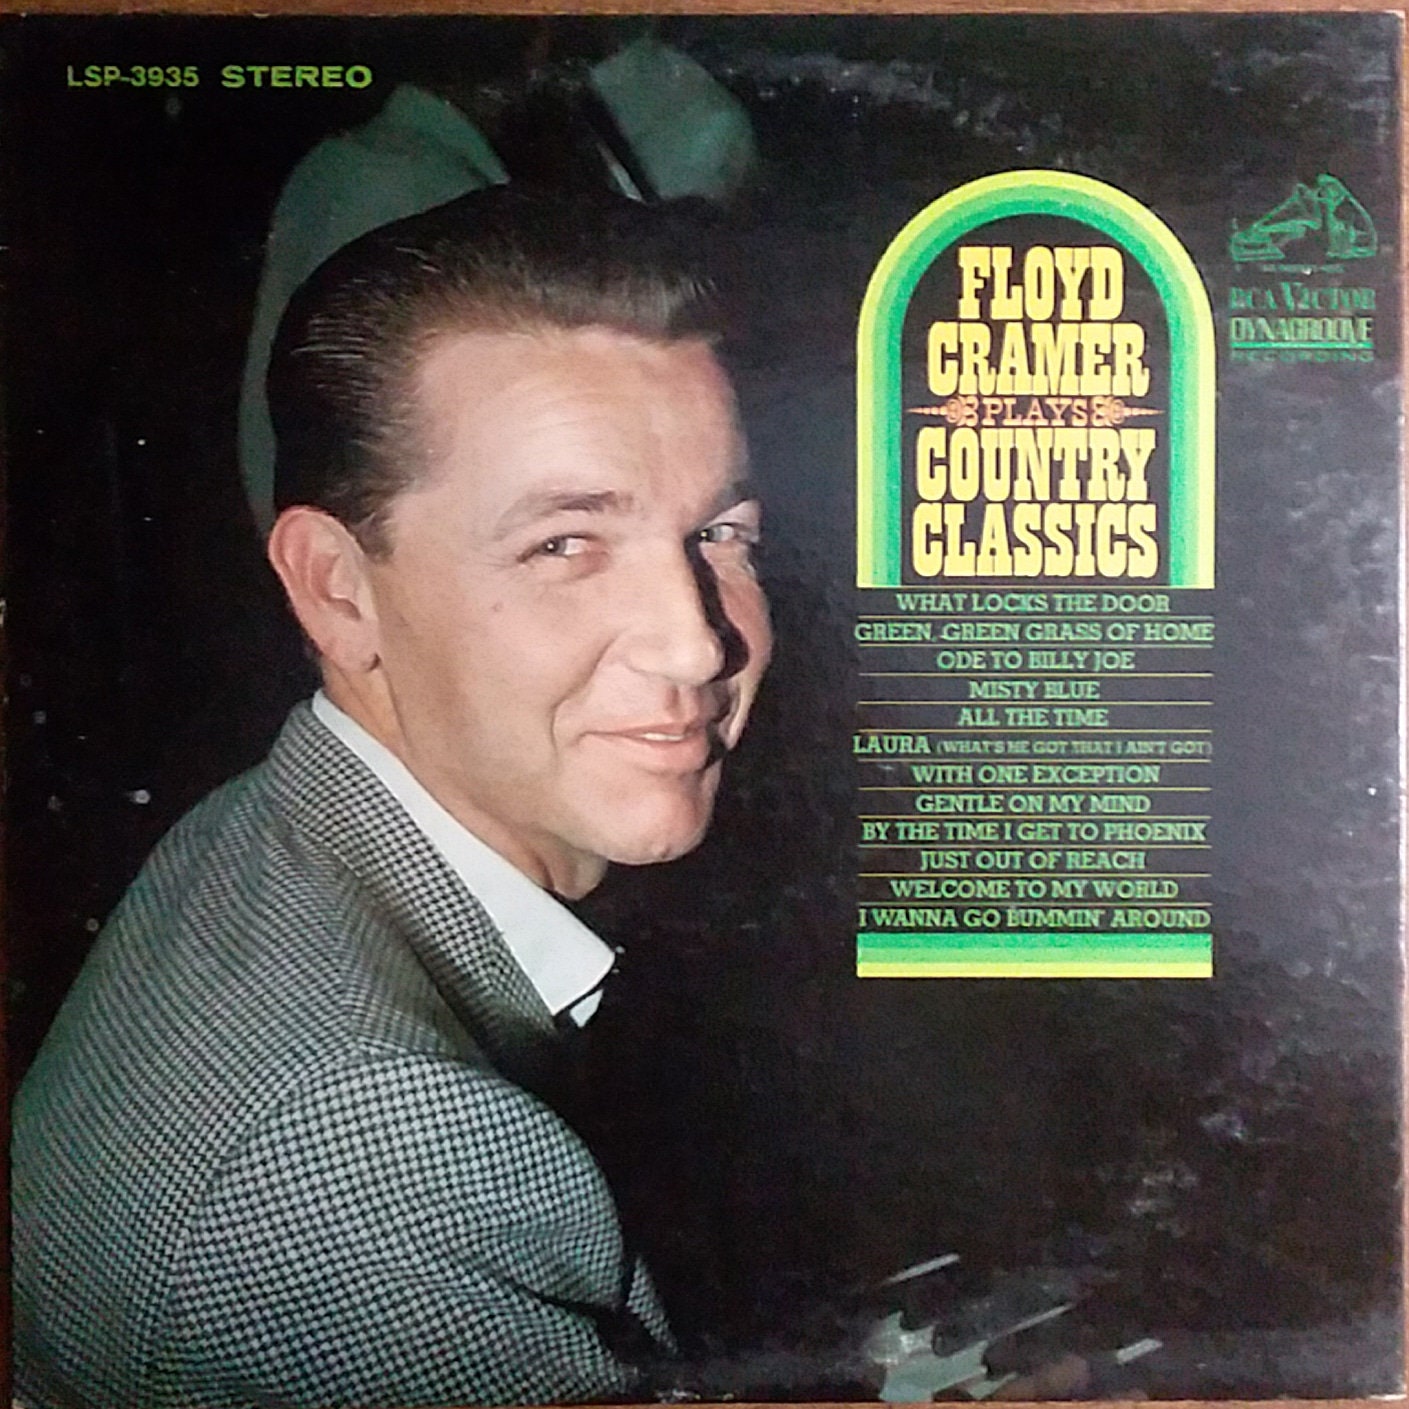 LSP-3935 STEREO
FLOYD
CRAMER
PLAYS
COUNTRY
CLASSICS
WHAT LOCKS THE DOOR
GREEN, GREEN GRASS OF HOME
ODE TO BILLY JOE
MISTY BLUE
ALL THE TIME
LAURA (WHAT'S HE GOT THAT I AIN'T GOT)
WITH ONE EXCEPTION
GENTLE ON MY MIND
BY THE TIME I GET TO PHOENIX
JUST OUT OF REACH
WELCOME TO MY WORLD
I WANNA GO BUMMIN' AROUND
RCA VICTOR
DYNAGROOVE
RECORDING